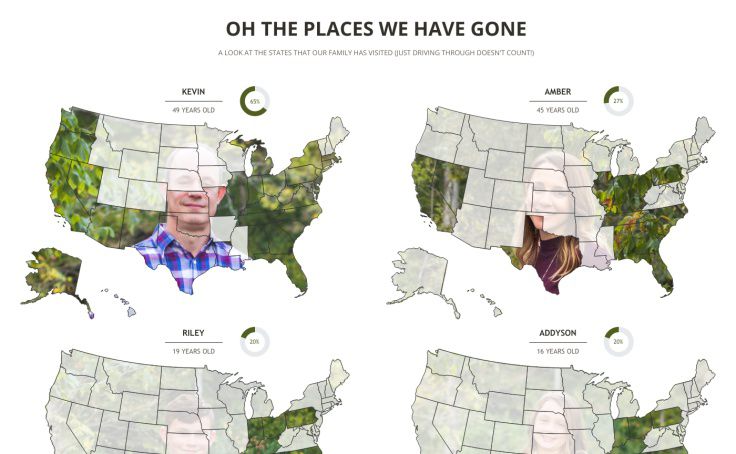 OH THE PLACES WE HAVE GONE
A LOOK AT THE STATES THAT OUR FAMILY HAS VISITED (JUST DRIVING THROUGH DOESN'T COUNT!)
KEVIN
49 YEARS OLD
65%
AMBER
45 YEARS OLD
27%
RILEY
19 YEARS OLD
20%
ADDYSON
16 YEARS OLD
20%